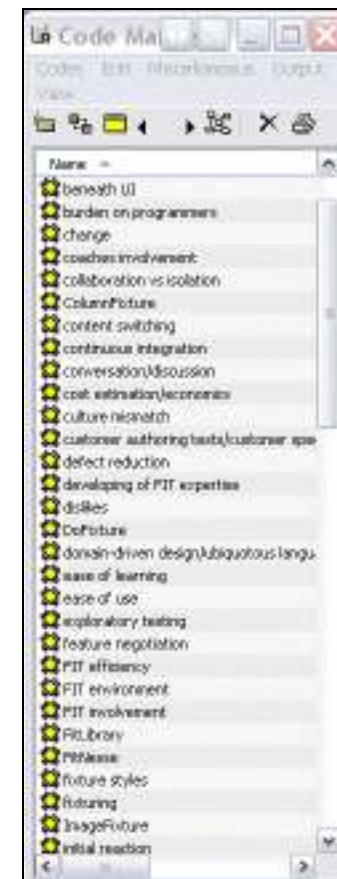 Code Ma
Codes Edit Miscellaneous Output
View
Name
beneath UI
burden on programmers
change
coaches involvement
collaboration vs isolation
ColumnFixture
content switching
continuous integration
conversation/discussion
cost estimation/economics
culture mismatch
customer authoring tests/customer spe
defect reduction
developing of FIT expertise
dislikes
DoFixture
domain-driven design/ubiquotous langu
ease of learning
ease of use
exploratory testing
feature negotiation
FIT efficiency
FIT environment
FIT involvement
FitLibrary
FitNesse
fixture styles
fixturing
ImageFixture
initial reaction